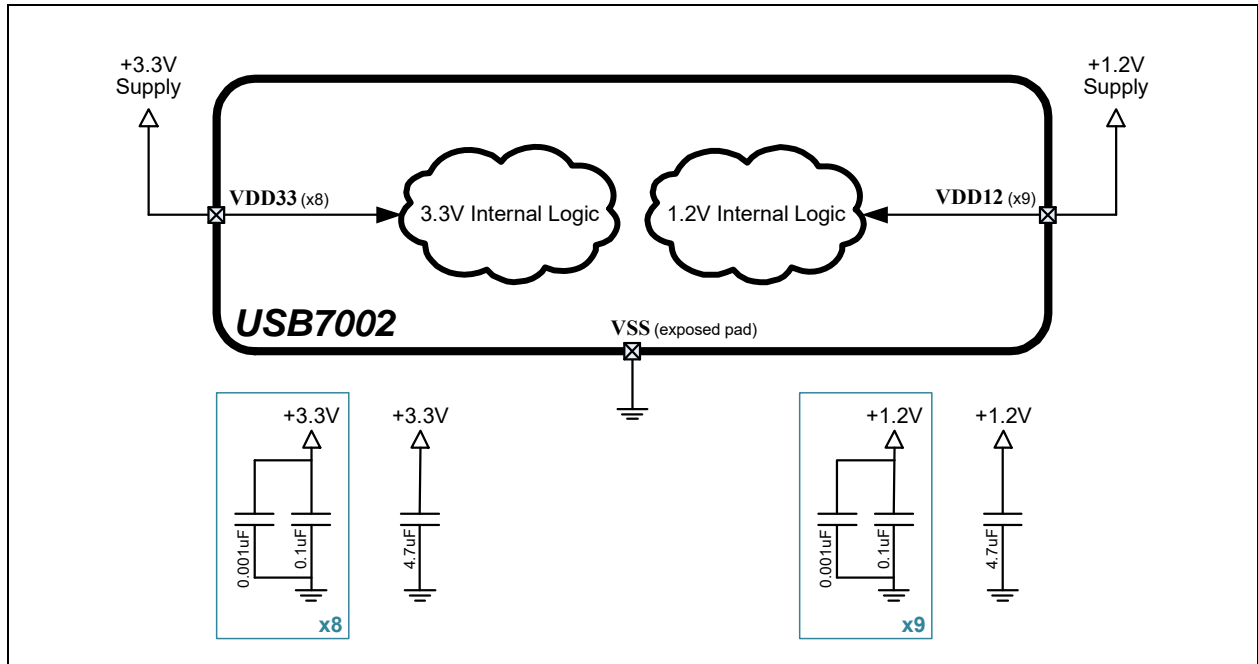 +3.3V
Supply
+1.2V
Supply
VDD33 (x8)
3.3V Internal Logic
1.2V Internal Logic
VDD12 (x9)
USB7002
VSS (exposed pad)
+3.3V
+3.3V
+1.2V
+1.2V
0.001uF
0.1uF
4.7uF
0.001uF
0.1uF
4.7uF
x8
x9